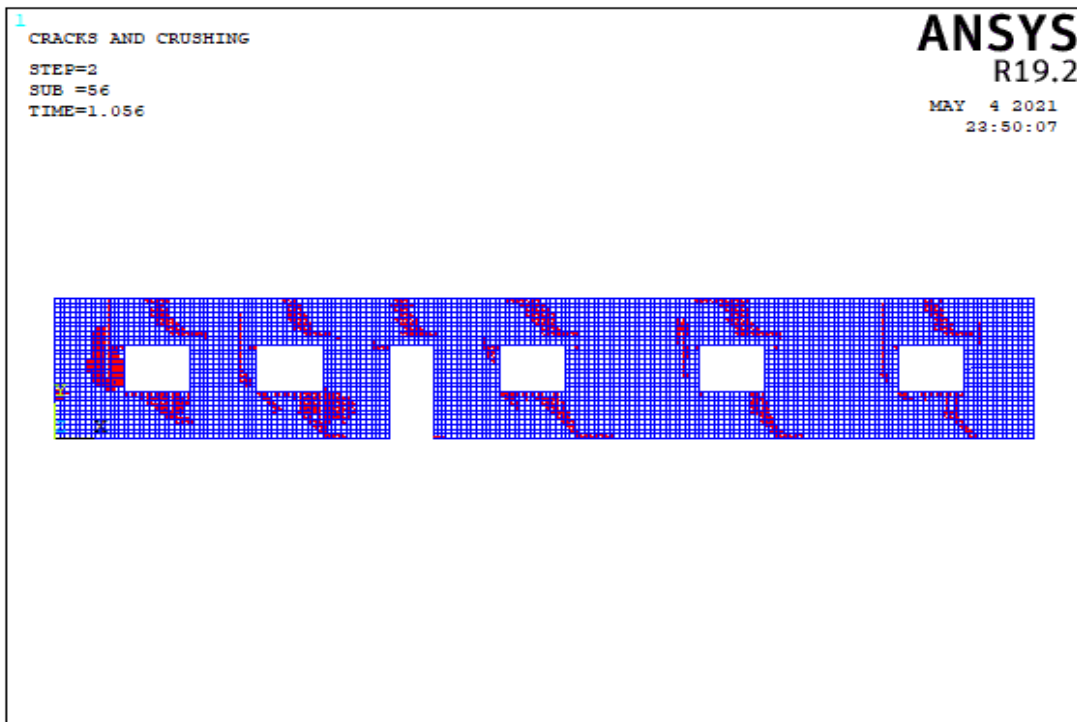 1
CRACKS AND CRUSHING
STEP=2
SUB =56
TIME=1.056
ANSYS
R19.2
MAY  4 2021
23:50:07
Y
Z X